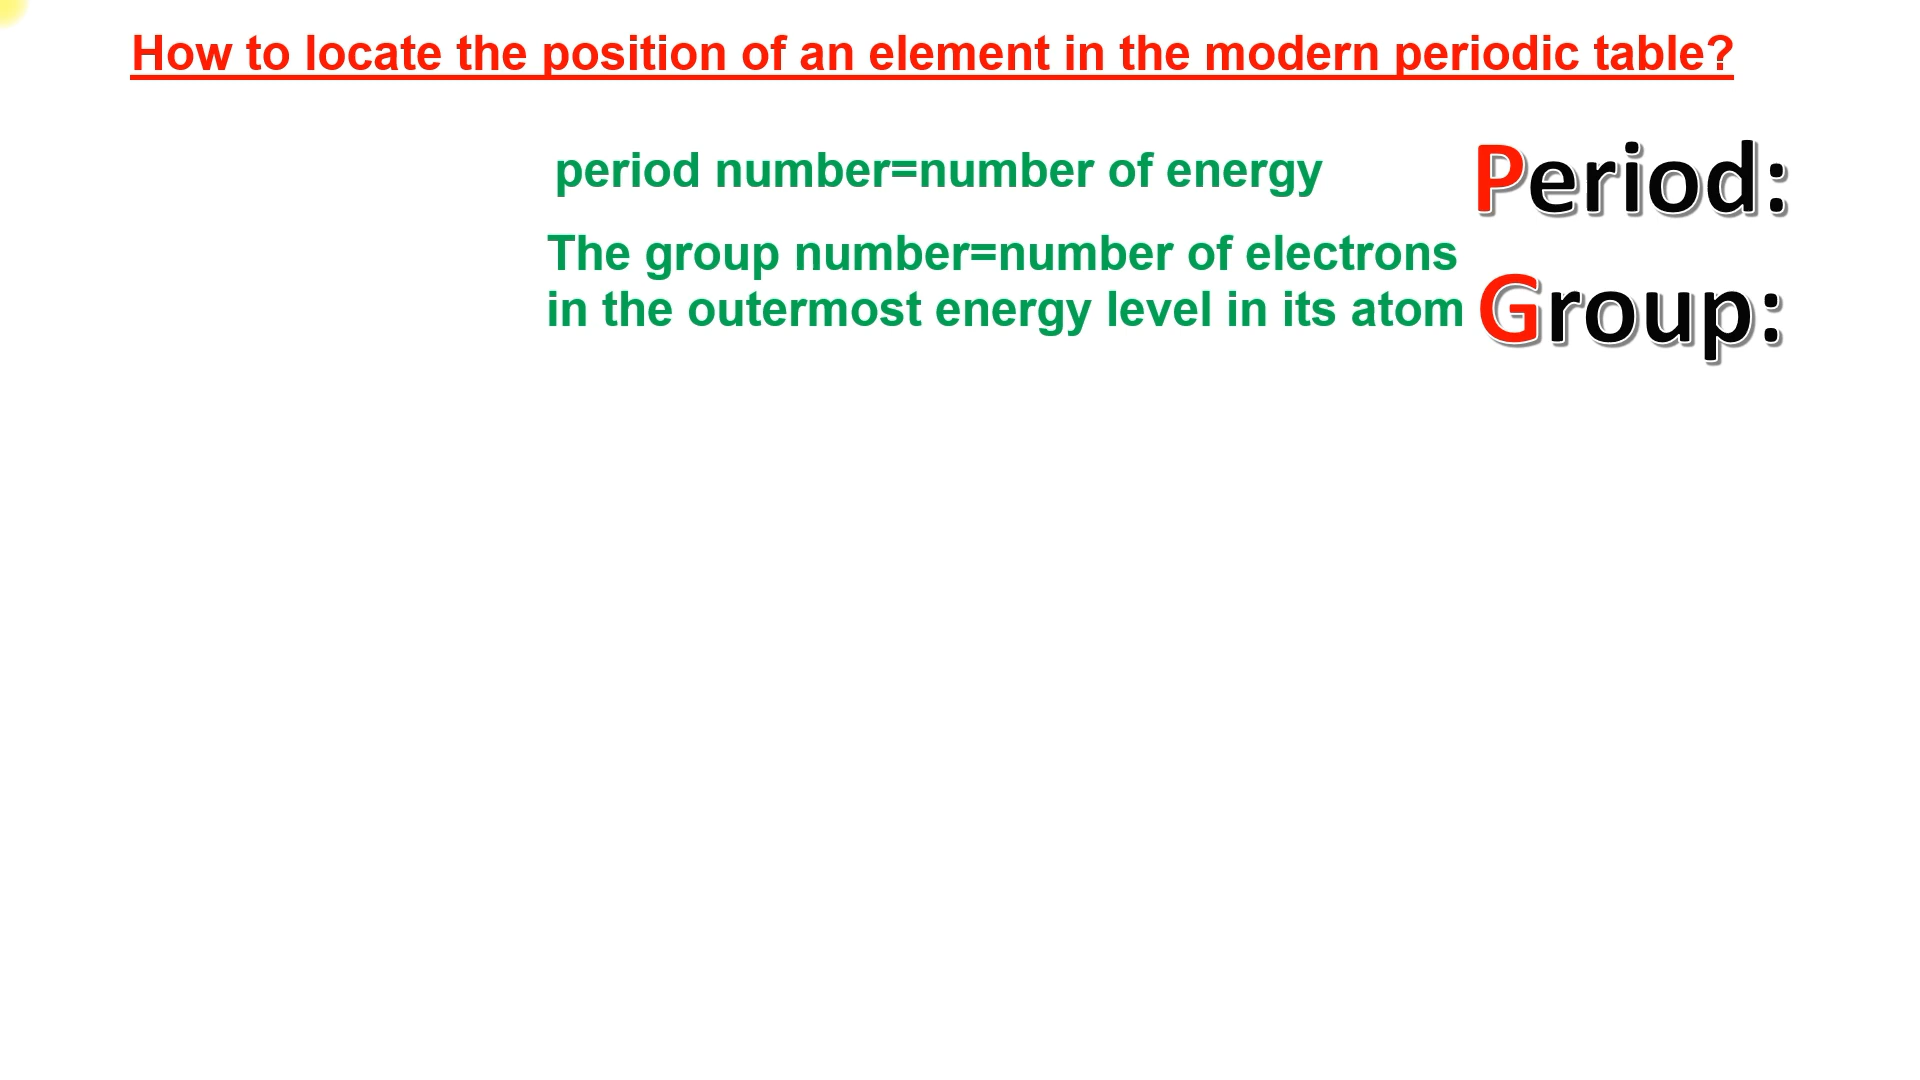 How to locate the position of an element in the modern periodic table?
period number=number of energy
Period:
The group number=number of electrons
in the outermost energy level in its atom
Group: